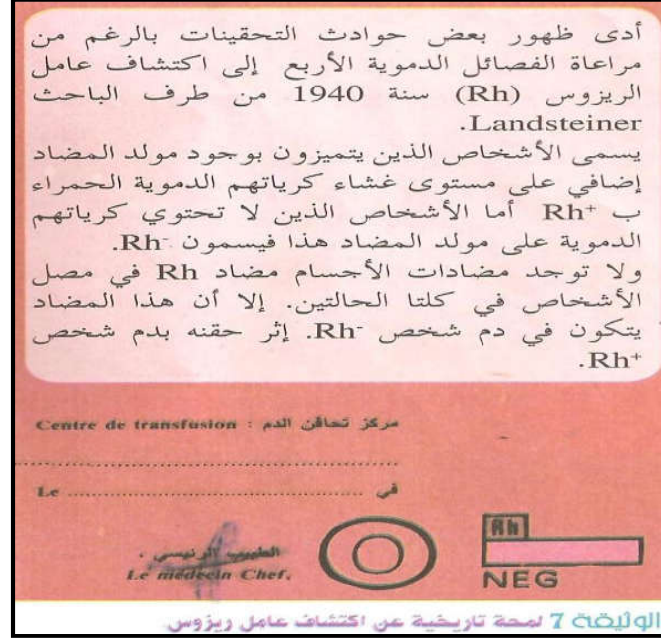 أدى ظهور بعض حوادث التحقينات بالرغم من
مراعاة الفصائل الدموية الأربع إلى اكتشاف عامل
الريزوس (Rh) سنة 1940 من طرف الباحث
Landsteiner.
يسمى الأشخاص الذين يتميزون بوجود مولد المضاد
إضافي على مستوى غشاء كرياتهم الدموية الحمراء
ب Rh⁺ أما الأشخاص الذين لا تحتوي كرياتهم
الدموية على مولد المضاد هذا فيسمون Rh⁻.
ولا توجد مضادات الأجسام مضاد Rh في مصل
الأشخاص في كلتا الحالتين. إلا أن هذا المضاد
يتكون في دم شخص Rh⁻. إثر حقنه بدم شخص
Rh⁺.
مركز تحاقن الدم : Centre de transfusion
في ........................................ Le
الطبيب الرئيسي .
Le médecin Chef.
O
Rh
NEG
الوثيقة 7 لمحة تاريخية عن اكتشاف عامل ريزوس.